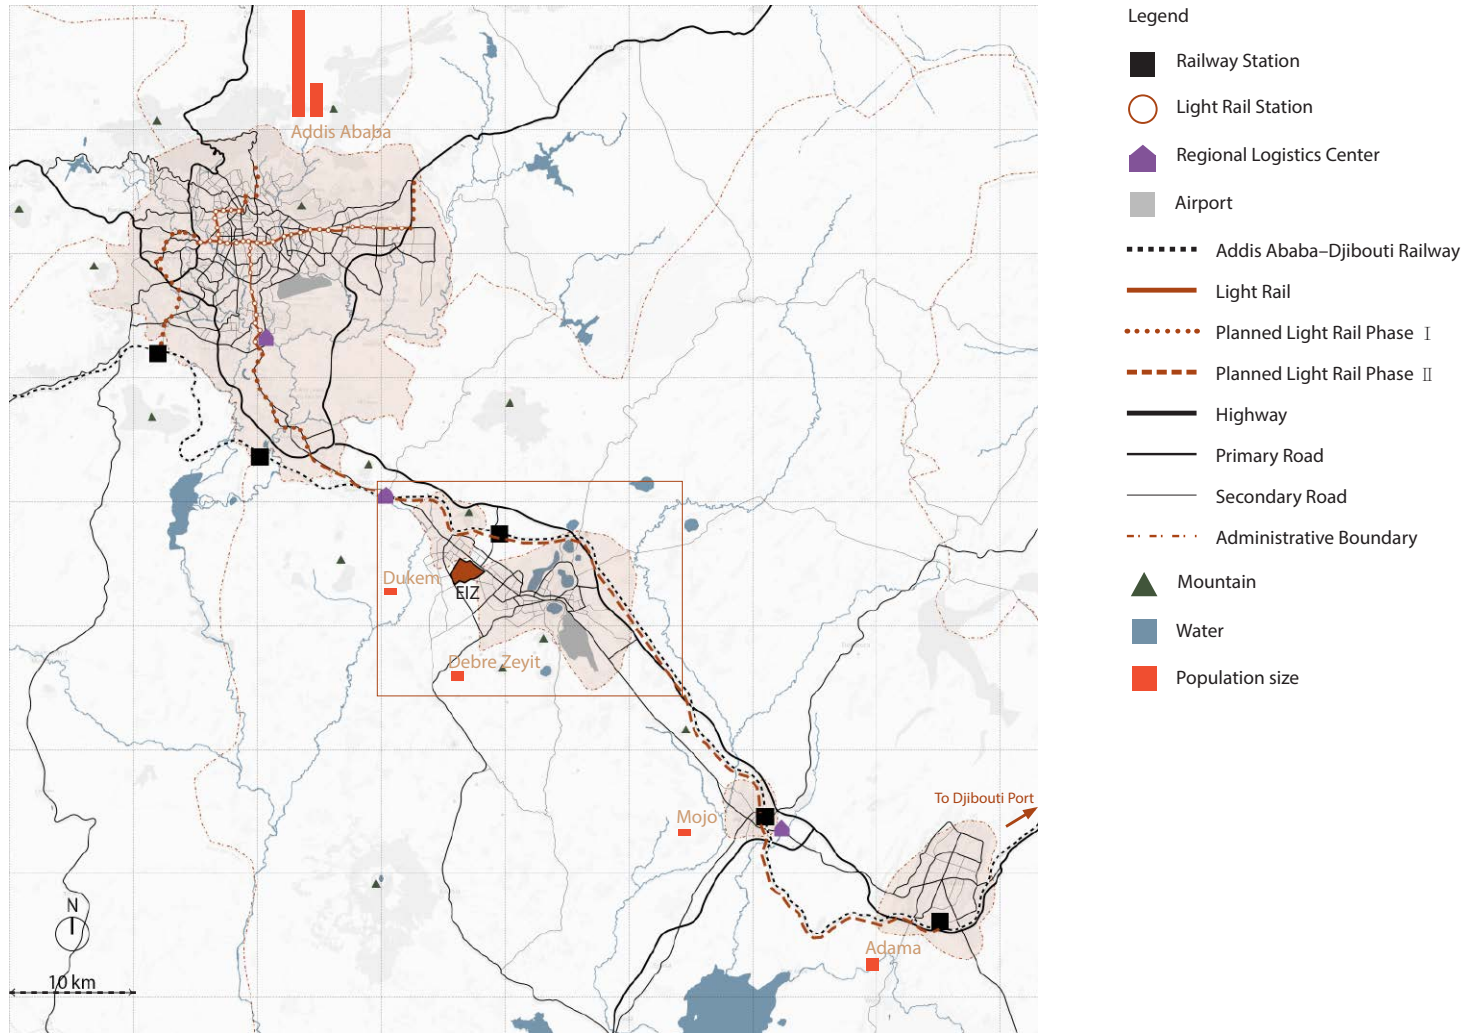 Addis Ababa
Dukem
EIZ
Debre Zeyit
Mojo
To Djibouti Port
Adama
N
10 km
Legend
Railway Station
Light Rail Station
Regional Logistics Center
Airport
Addis Ababa–Djibouti Railway
Light Rail
Planned Light Rail Phase Ⅰ
Planned Light Rail Phase Ⅱ
Highway
Primary Road
Secondary Road
Administrative Boundary
Mountain
Water
Population size